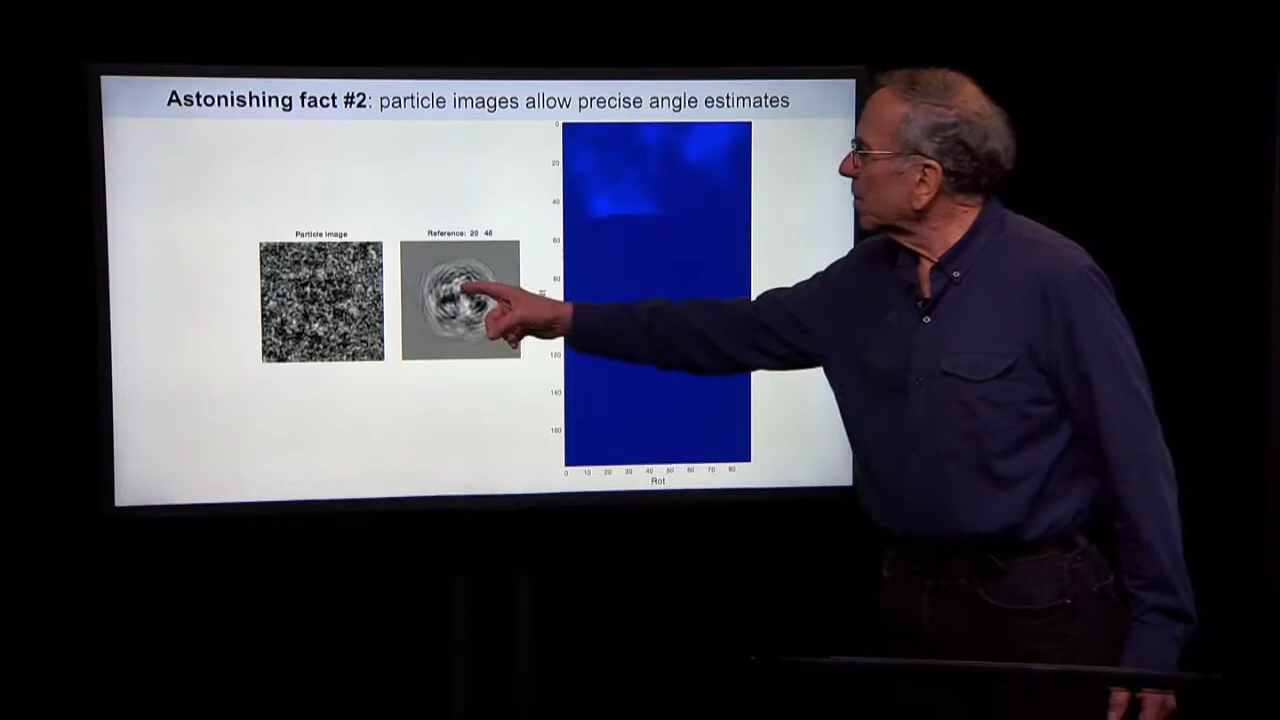 Astonishing fact #2: particle images allow precise angle estimates
Particle image
Reference: 20 48
0
20
40
60
80
120
140
160
0 10 20 30 40 50 60 70 80
Rot